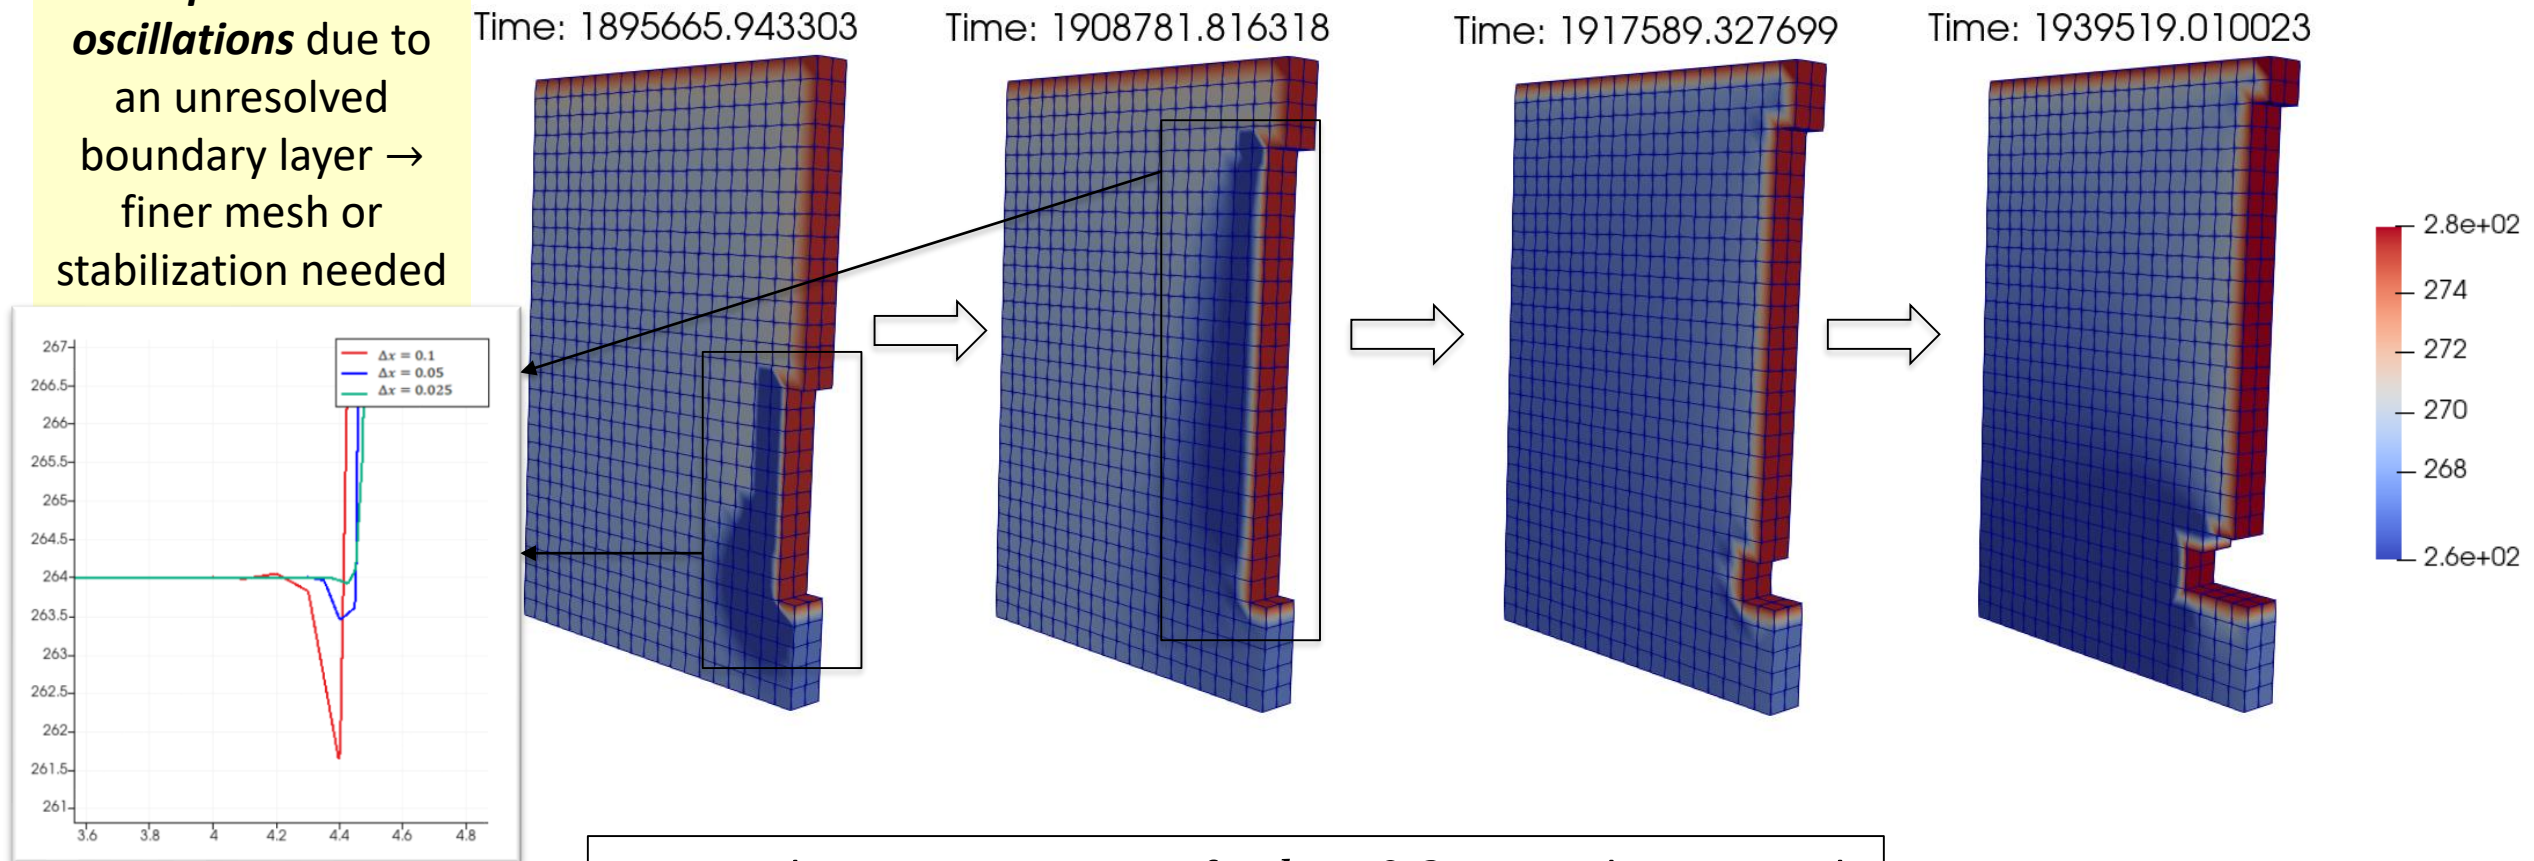 oscillations due to
an unresolved
boundary layer →
finer mesh or
stabilization needed
Time: 1895665.943303
Time: 1908781.816318
Time: 1917589.327699
Time: 1939519.010023
2.8e+02
274
272
270
268
2.6e+02
Δx = 0.1
Δx = 0.05
Δx = 0.025
267
266.5
266
265.5
265
264.5
264
263.5
263
262.5
262
261.5
261
3.6 3.8 4 4.2 4.4 4.6 4.8